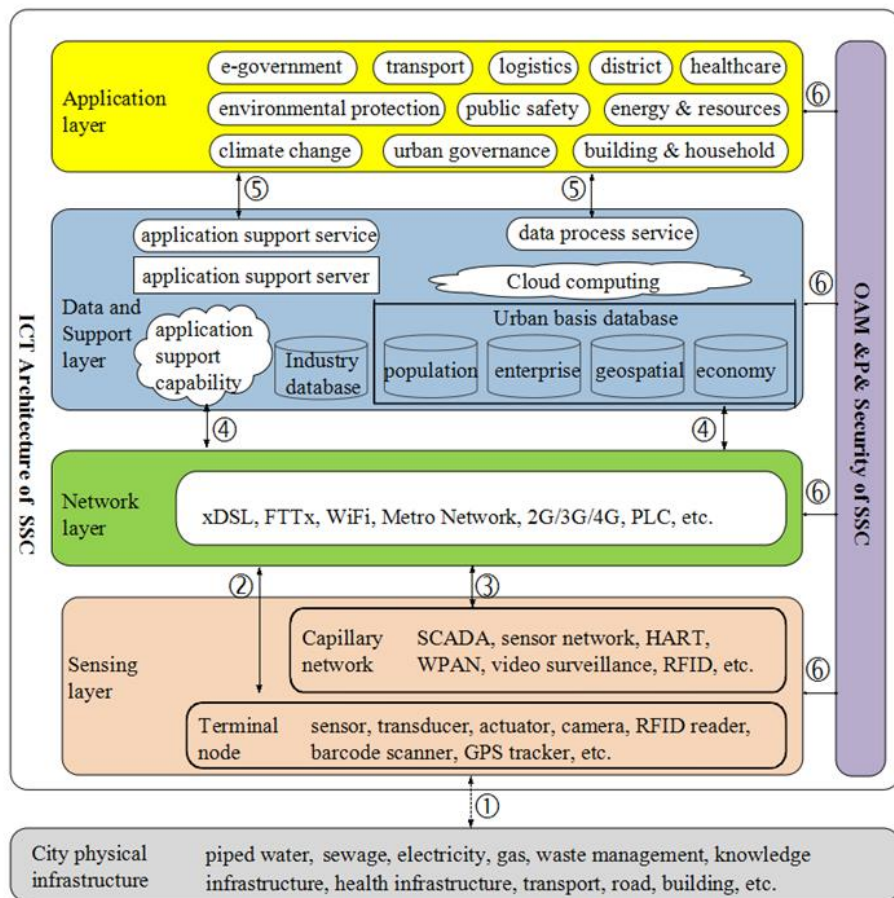 ICT Architecture of SSC
Application
layer
e-government
transport
logistics
district
healthcare
environmental protection
public safety
energy & resources
climate change
urban governance
building & household
⑥
⑤
⑤
Data and
Support
layer
application support service
application support server
application
support
capability
Industry
database
data process service
Cloud computing
Urban basis database
population
enterprise
geospatial
economy
⑥
④
④
Network
layer
xDSL, FTTx, WiFi, Metro Network, 2G/3G/4G, PLC, etc.
⑥
②
③
Sensing
layer
Capillary
network
SCADA, sensor network, HART,
WPAN, video surveillance, RFID, etc.
Terminal
node
sensor, transducer, actuator, camera, RFID reader,
barcode scanner, GPS tracker, etc.
⑥
OAM &P& Security of SSC
①
City physical
infrastructure
piped water, sewage, electricity, gas, waste management, knowledge
infrastructure, health infrastructure, transport, road, building, etc.